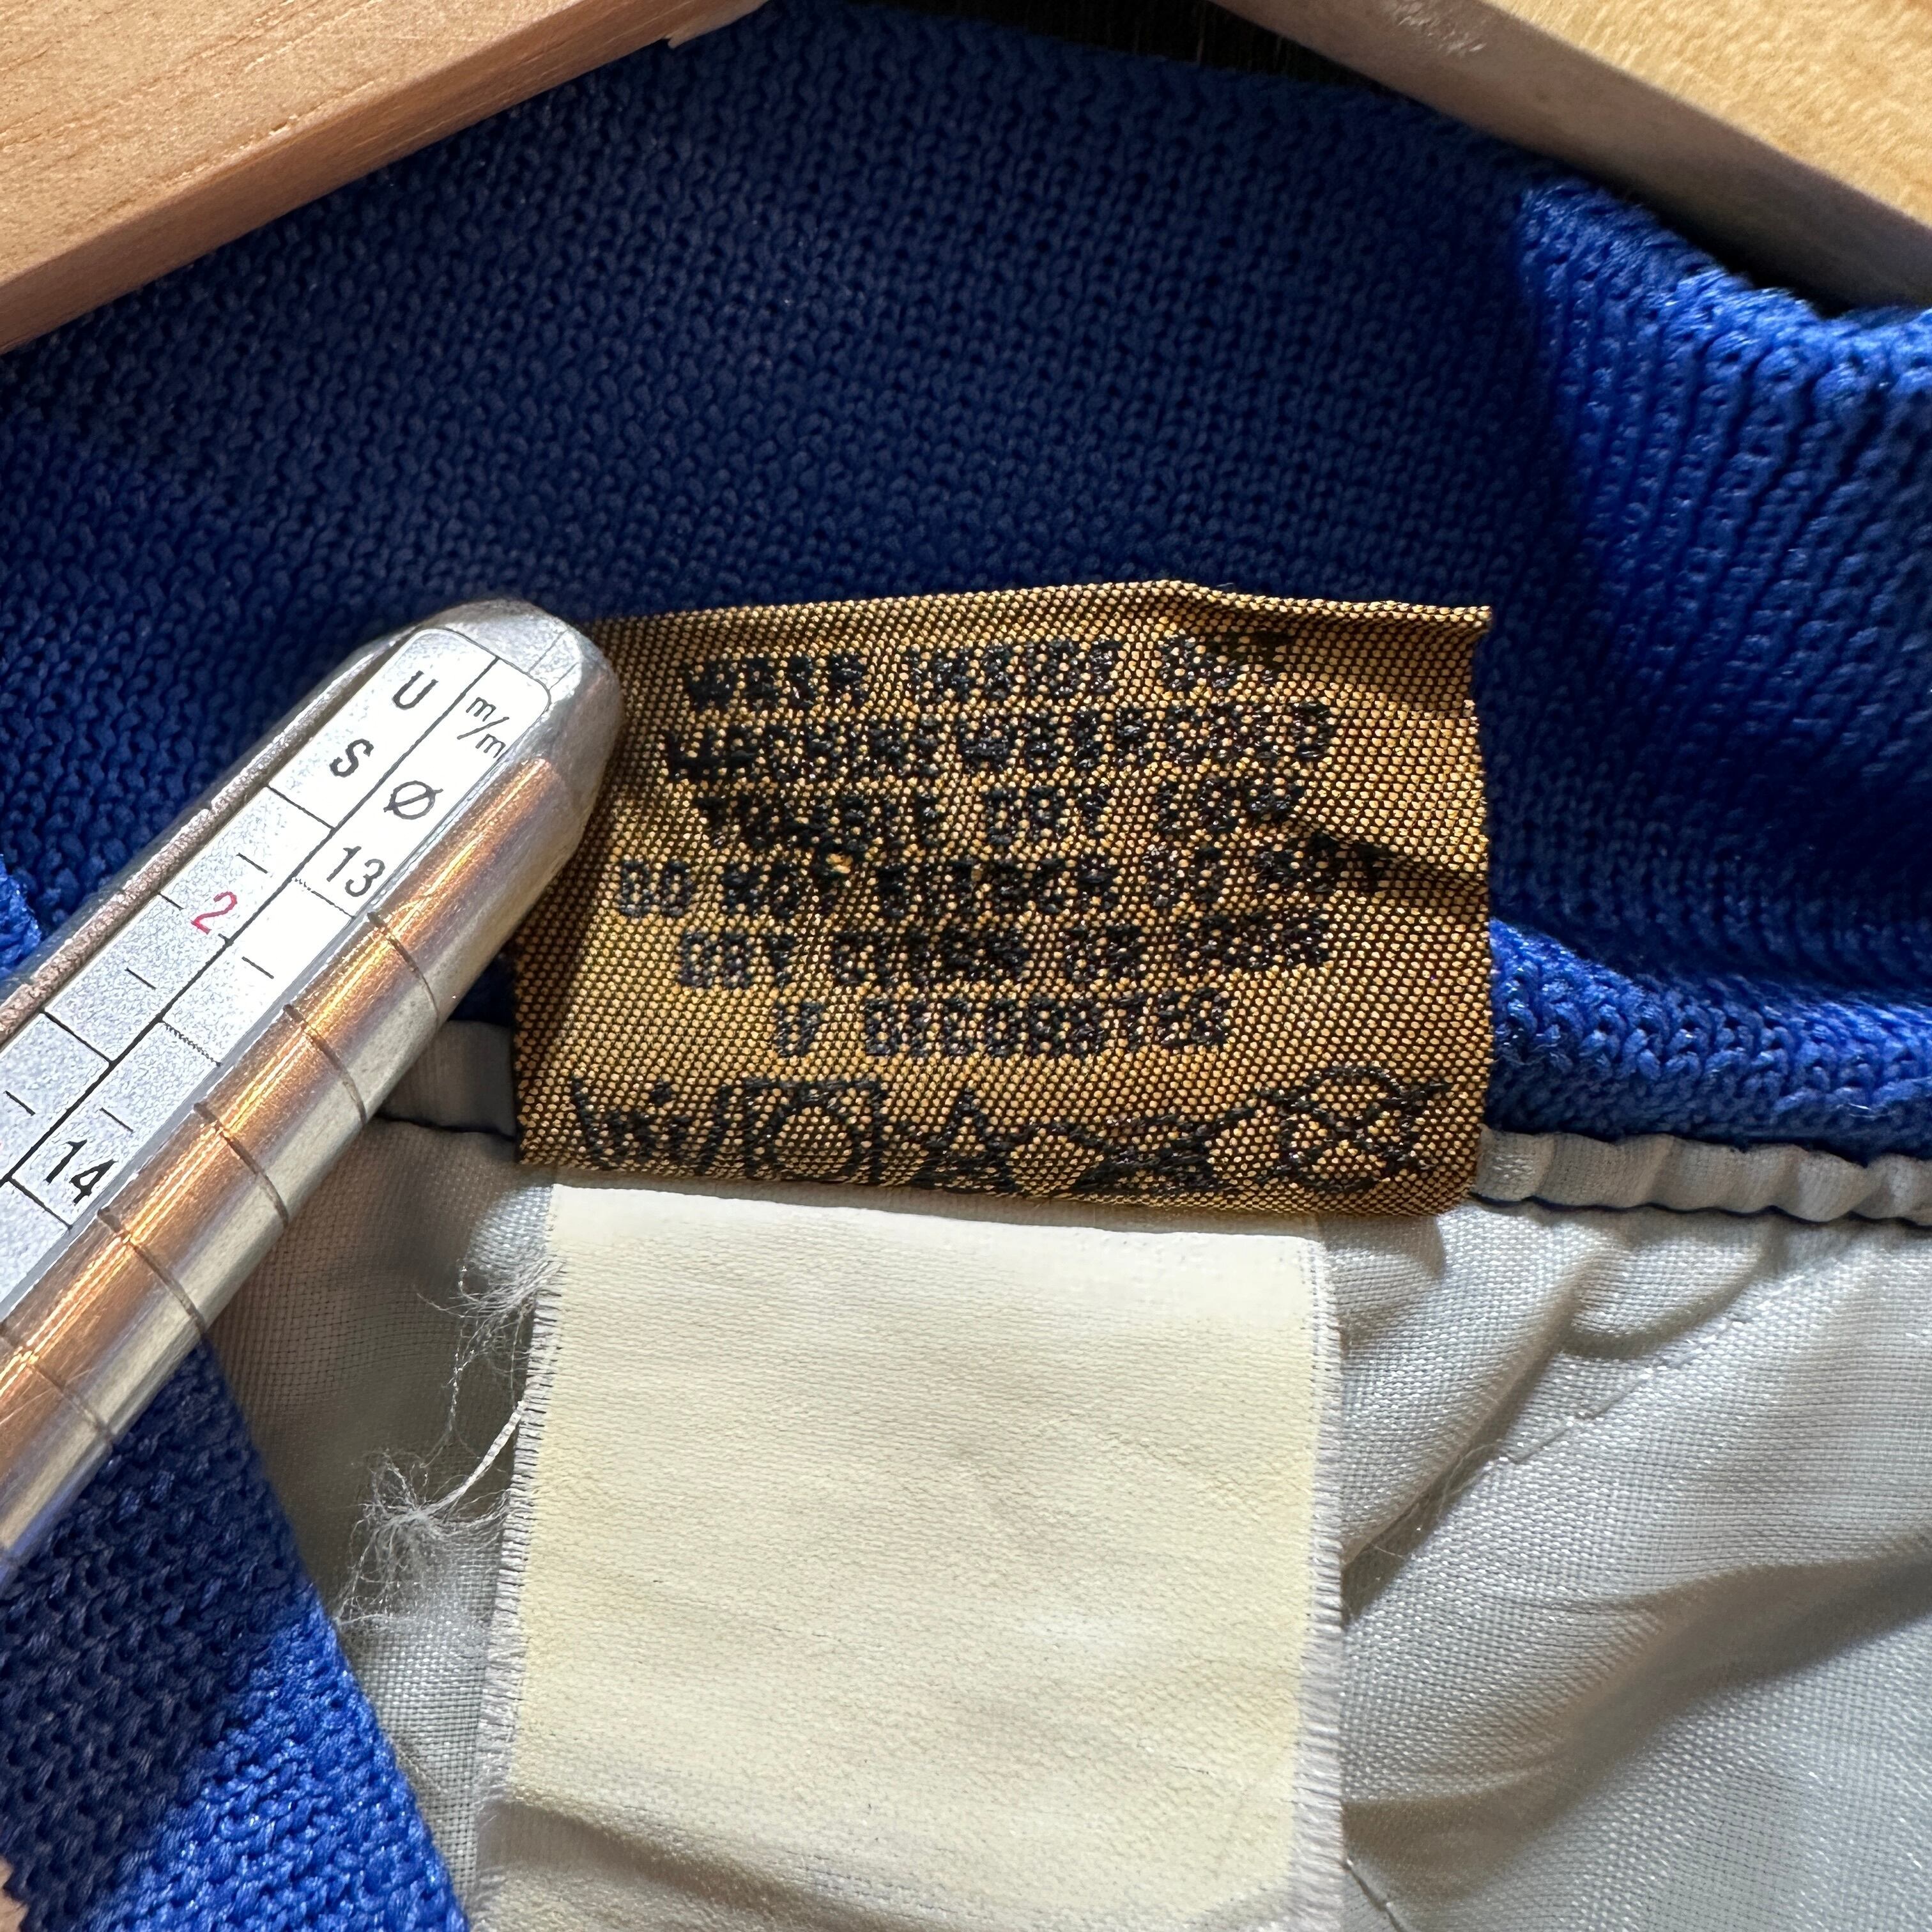 U m/m
S Ø
13
2
14
WASH INSIDE OUT
MACHINE WASH COLD
TUMBLE DRY LOW
DO NOT BLEACH DO NOT
DRY CLEAN OR IRON
IF DECORATED